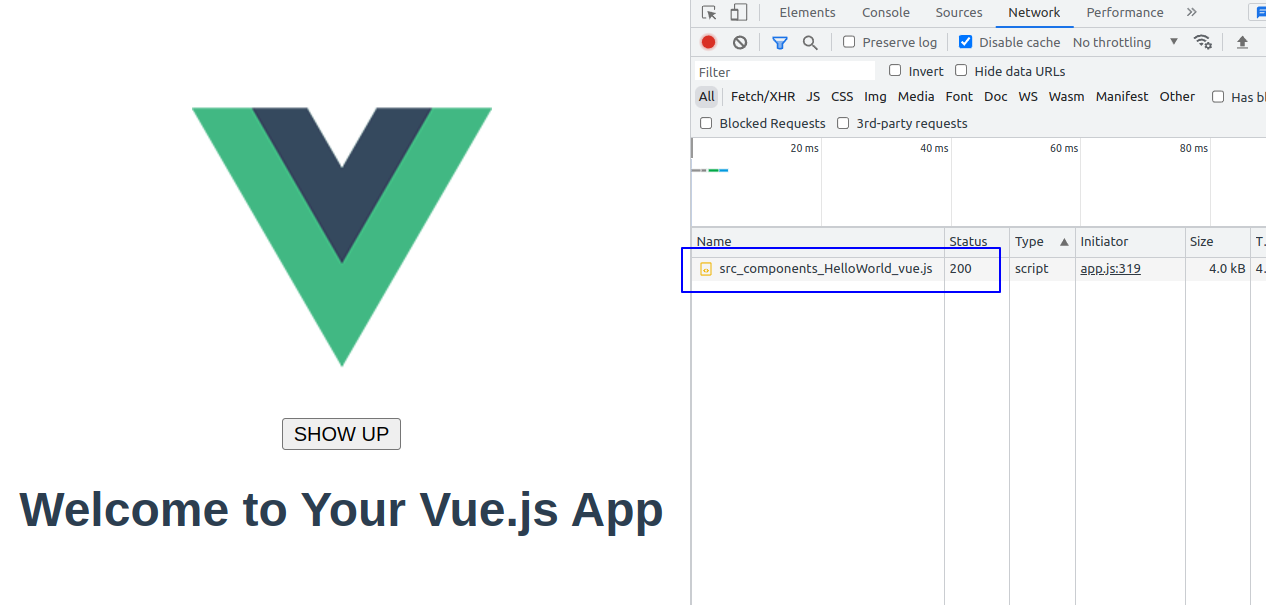 SHOW UP
Welcome to Your Vue.js App
Elements Console Sources Network Performance
Preserve log Disable cache No throttling
Filter Invert Hide data URLs
All Fetch/XHR JS CSS Img Media Font Doc WS Wasm Manifest Other Has bl
Blocked Requests 3rd-party requests
20 ms 40 ms 60 ms 80 ms
Name Status Type Initiator Size T.
src_components_HelloWorld_vue.js 200 script app.js:319 4.0 kB 4.